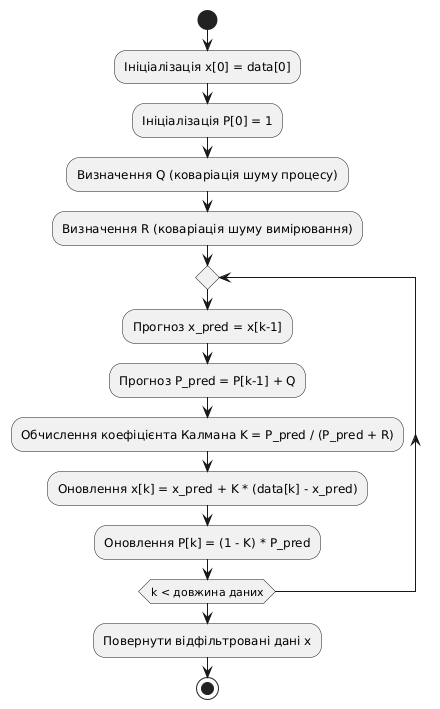 Ініціалізація x[0] = data[0]
Ініціалізація P[0] = 1
Визначення Q (коваріація шуму процесу)
Визначення R (коваріація шуму вимірювання)
Прогноз x_pred = x[k-1]
Прогноз P_pred = P[k-1] + Q
Обчислення коефіцієнта Калмана K = P_pred / (P_pred + R)
Оновлення x[k] = x_pred + K * (data[k] - x_pred)
Оновлення P[k] = (1 - K) * P_pred
k < довжина даних
Повернути відфільтровані дані x